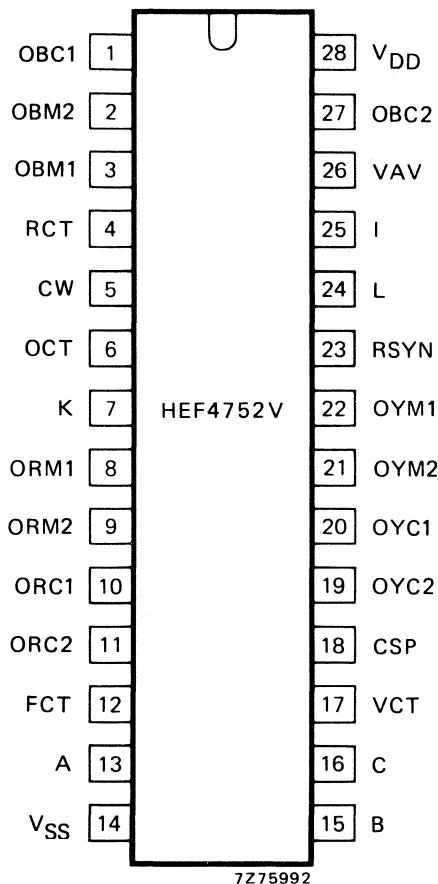 OBC1 1 28 VDD
OBM2 2 27 OBC2
OBM1 3 26 VAV
RCT 4 25 I
CW 5 24 L
OCT 6 23 RSYN
K 7 HEF4752V 22 OYM1
ORM1 8 21 OYM2
ORM2 9 20 OYC1
ORC1 10 19 OYC2
ORC2 11 18 CSP
FCT 12 17 VCT
A 13 16 C
VSS 14 15 B
7Z75992